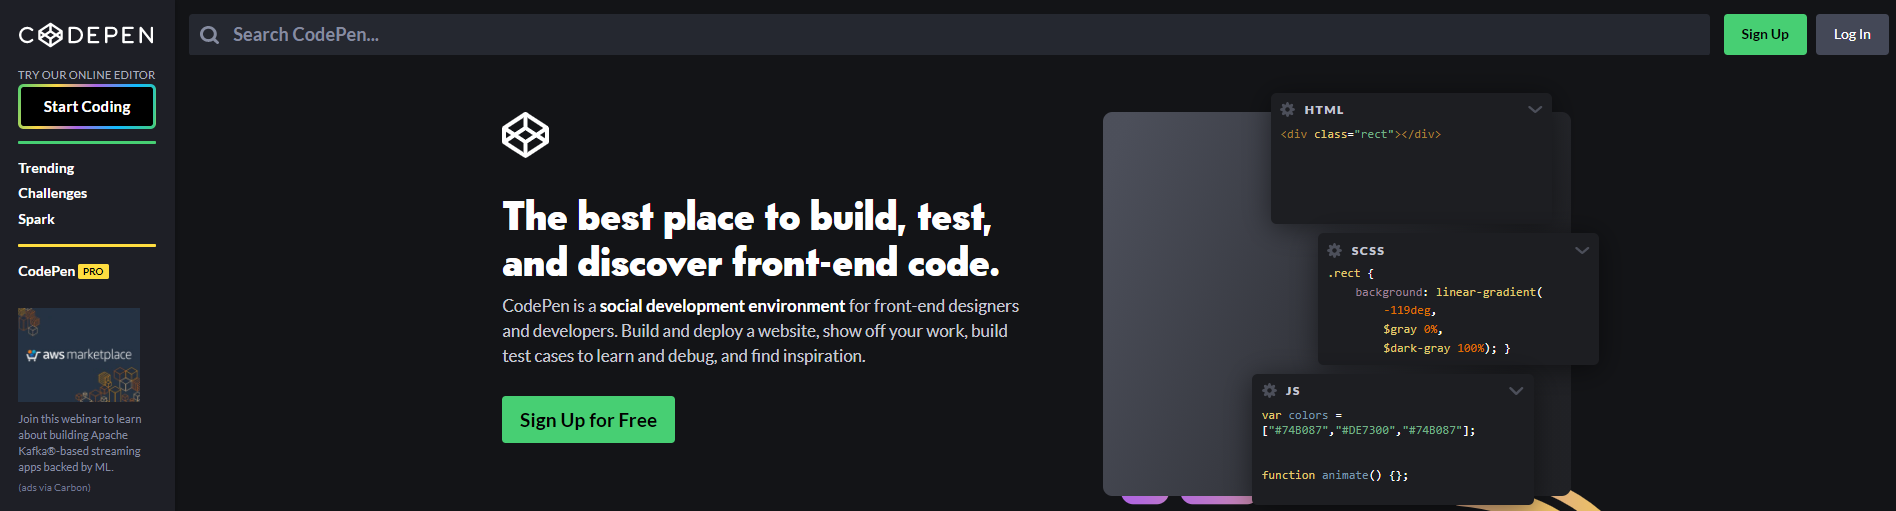 CODEPEN
Search CodePen...
Sign Up
Log In
TRY OUR ONLINE EDITOR
Start Coding
Trending
Challenges
Spark
CodePen PRO
aws marketplace
Join this webinar to learn
about building Apache
Kafka®-based streaming
apps backed by ML.
(ads via Carbon)
The best place to build, test,
and discover front-end code.
CodePen is a social development environment for front-end designers
and developers. Build and deploy a website, show off your work, build
test cases to learn and debug, and find inspiration.
Sign Up for Free
HTML
<div class="rect"></div>
SCSS
.rect {
background: linear-gradient(
-119deg,
$gray 0%,
$dark-gray 100%); }
JS
var colors =
["#74B087","#DE7300","#74B087"];
function animate() {};